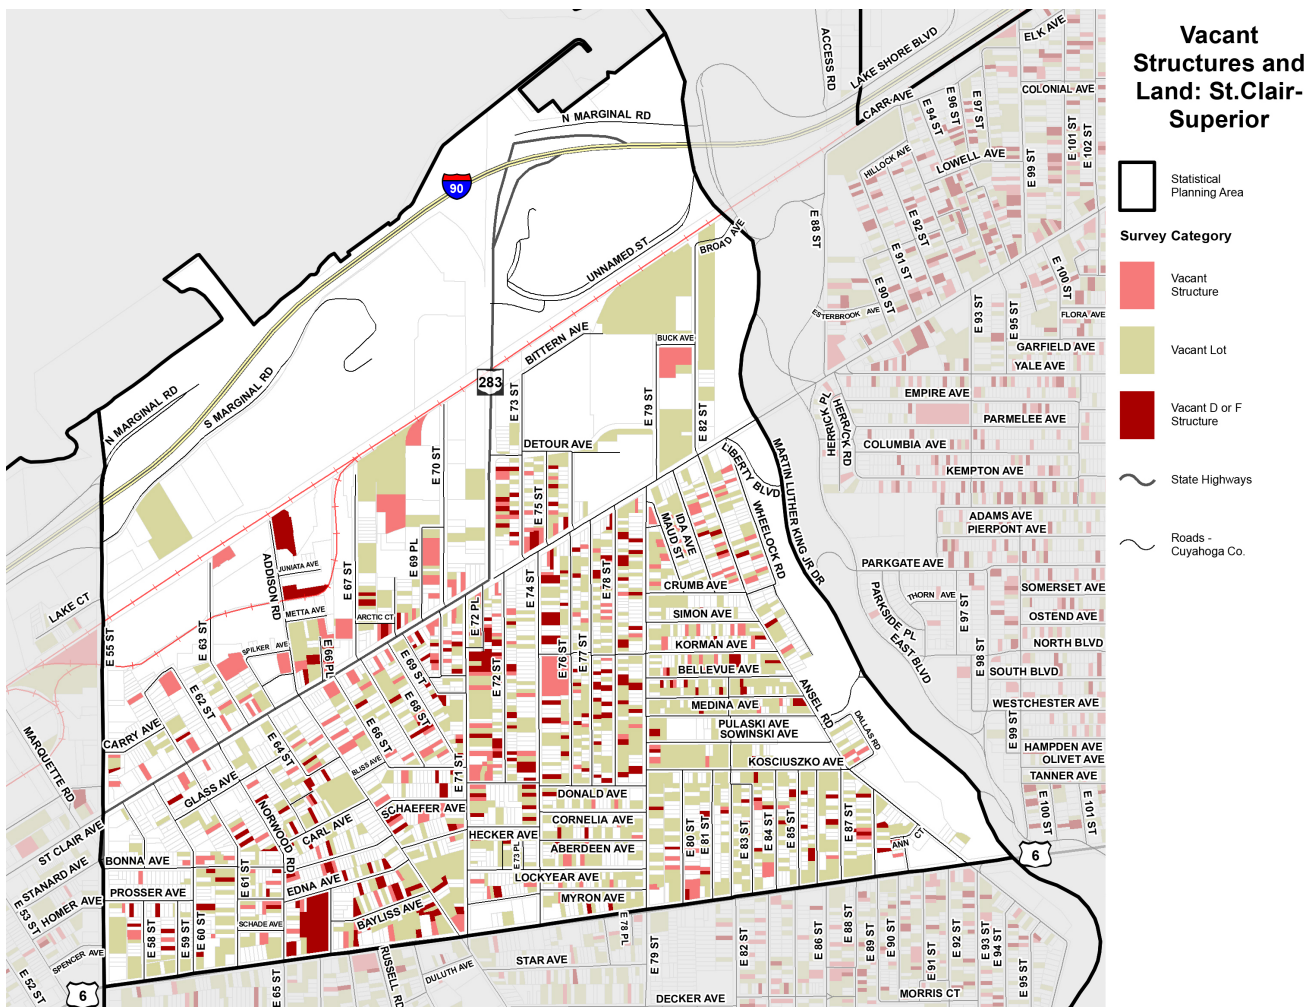 Vacant
Structures and
Land: St.Clair-
Superior
Statistical
Planning Area
Survey Category
Vacant
Structure
Vacant Lot
Vacant D or F
Structure
State Highways
Roads -
Cuyahoga Co.
ACCESS RD
LAKE SHORE BLVD
ELK AVE
COLONIAL AVE
CARR AVE
E 94 ST
E 96 ST
E 97 ST
E 101 ST
E 102 ST
N MARGINAL RD
HILLOCK AVE
LOWELL AVE
E 99 ST
90
E 88 ST
E 92 ST
E 91 ST
E 90 ST
BROAD AVE
UNNAMED ST
E 100 ST
ESTERBROOK AVE
E 93 ST
E 95 ST
FLORA AVE
BITTERN AVE
BUCK AVE
GARFIELD AVE
YALE AVE
283
E 73 ST
E 79 ST
E 82 ST
N MARGINAL RD
S MARGINAL RD
EMPIRE AVE
PARMELEE AVE
HERRICK PL
HERRICK RD
COLUMBIA AVE
KEMPTON AVE
DETOUR AVE
E 70 ST
LIBERTY BLVD
MARTIN LUTHER KING JR DR
WHEELOCK RD
E 75 ST
IDA AVE
MAUD ST
ADAMS AVE
PIERPONT AVE
ADDISON RD
JUNIATA AVE
E 67 ST
E 69 PL
PARKGATE AVE
CRUMB AVE
SIMON AVE
KORMAN AVE
BELLEVUE AVE
MEDINA AVE
PULASKI AVE
SOWINSKI AVE
KOSCIUSZKO AVE
PARKSIDE PL
THORN AVE
EAST BLVD
E 97 ST
SOMERSET AVE
OSTEND AVE
NORTH BLVD
E 98 ST
SOUTH BLVD
WESTCHESTER AVE
E 99 ST
HAMPDEN AVE
OLIVET AVE
TANNER AVE
E 100 ST
E 101 ST
LAKE CT
E 55 ST
E 63 ST
METTA AVE
ARCTIC CT
SPILKER AVE
E 66 PL
E 72 PL
E 74 ST
E 78 ST
E 69 ST
E 72 ST
E 76 ST
E 77 ST
E 62 ST
E 68 ST
E 66 ST
E 64 ST
CARRY AVE
BLISS AVE
E 71 ST
ANSEL RD
DALLAS RD
MARQUETTE RD
GLASS AVE
NORWOOD RD
CARL AVE
SCHAEFER AVE
DONALD AVE
CORNELIA AVE
HECKER AVE
E 73 PL
ABERDEEN AVE
LOCKYEAR AVE
MYRON AVE
E 80 ST
E 81 ST
E 83 ST
E 84 ST
E 85 ST
E 87 ST
ANN CT
6
ST CLAIR AVE
STANARD AVE
E 53 ST
HOMER AVE
BONNA AVE
PROSSER AVE
E 61 ST
EDNA AVE
BAYLISS AVE
E 58 ST
E 59 ST
E 60 ST
SCHADE AVE
SPENCER AVE
E 52 ST
6
E 65 ST
RUSSELL RD
DULUTH AVE
STAR AVE
E 78 PL
E 79 ST
DECKER AVE
E 82 ST
E 86 ST
E 88 ST
E 89 ST
E 90 ST
E 91 ST
E 92 ST
E 93 ST
E 94 ST
E 95 ST
MORRIS CT